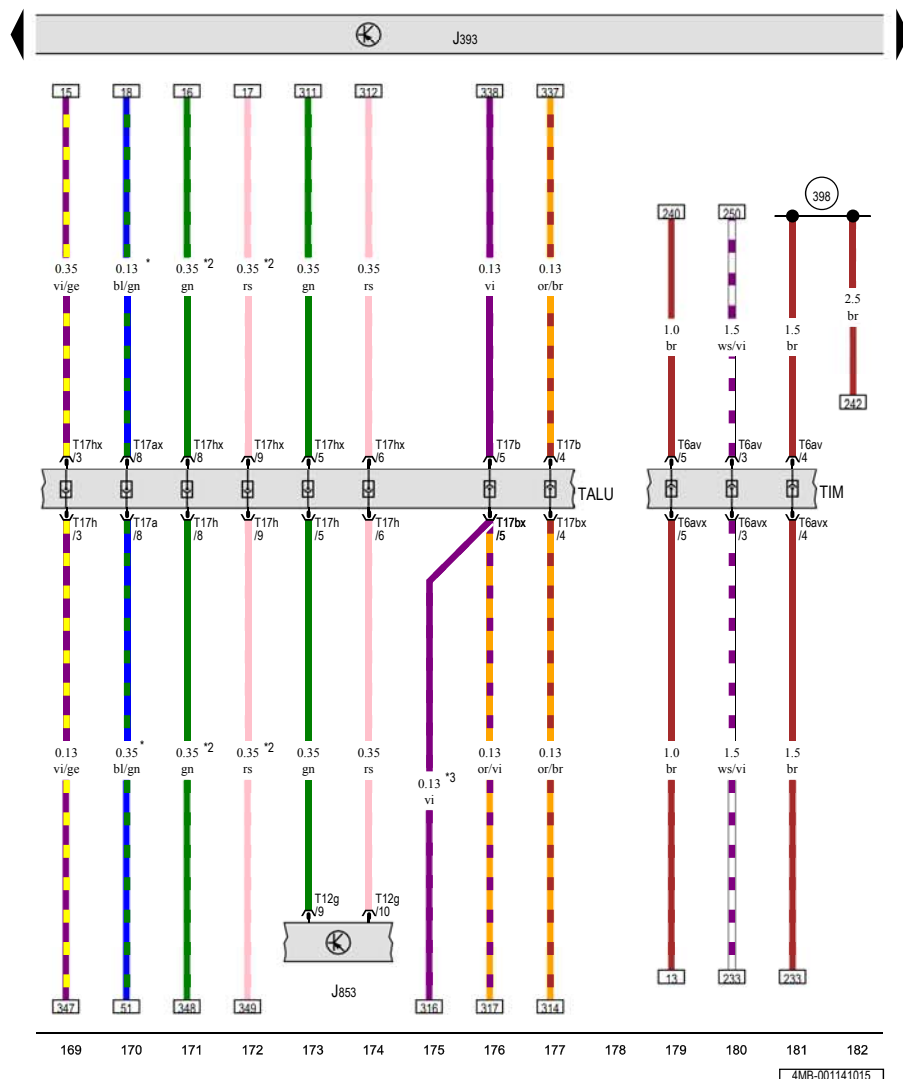 J393
15 18 16 17 311 312 338 337
240 250 398
0.35 0.13 * 0.35 *2 0.35 *2 0.35 0.35 0.13 0.13
vi/ge bl/gn gn rs gn rs vi or/br
2.5
br
1.0 1.5 1.5
br ws/vi br
242
T17hx T17ax T17hx T17hx T17hx T17hx T17b T17b T6av T6av T6av
/3 /8 /8 /9 /5 /6 /5 /4 /5 /3 /4
TALU TIM
T17h T17a T17h T17h T17h T17h T17bx T17bx T6avx T6avx T6avx
/3 /8 /8 /9 /5 /6 /5 /4 /5 /3 /4
0.13 0.35 * 0.35 *2 0.35 *2 0.35 0.35 0.13 0.13 1.0 1.5 1.5
vi/ge bl/gn gn rs gn rs or/vi or/br br ws/vi br
0.13 *3
vi
T12g T12g
/9 /10
J853
13 233 233
347 51 348 349 316 317 314
169 170 171 172 173 174 175 176 177 178 179 180 181 182
4MB-001141015